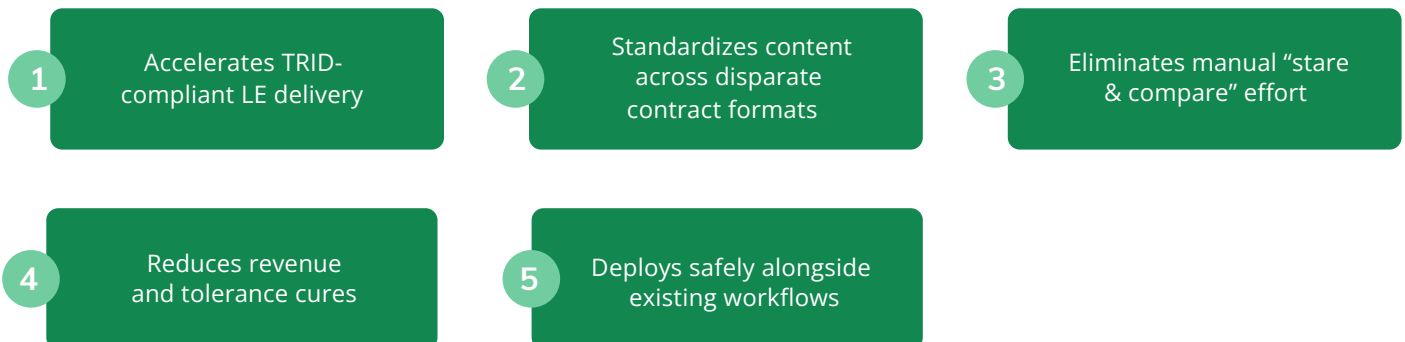 1
Accelerates TRID-
compliant LE delivery
2
Standardizes content
across disparate
contract formats
3
Eliminates manual “stare
& compare” effort
4
Reduces revenue
and tolerance cures
5
Deploys safely alongside
existing workflows